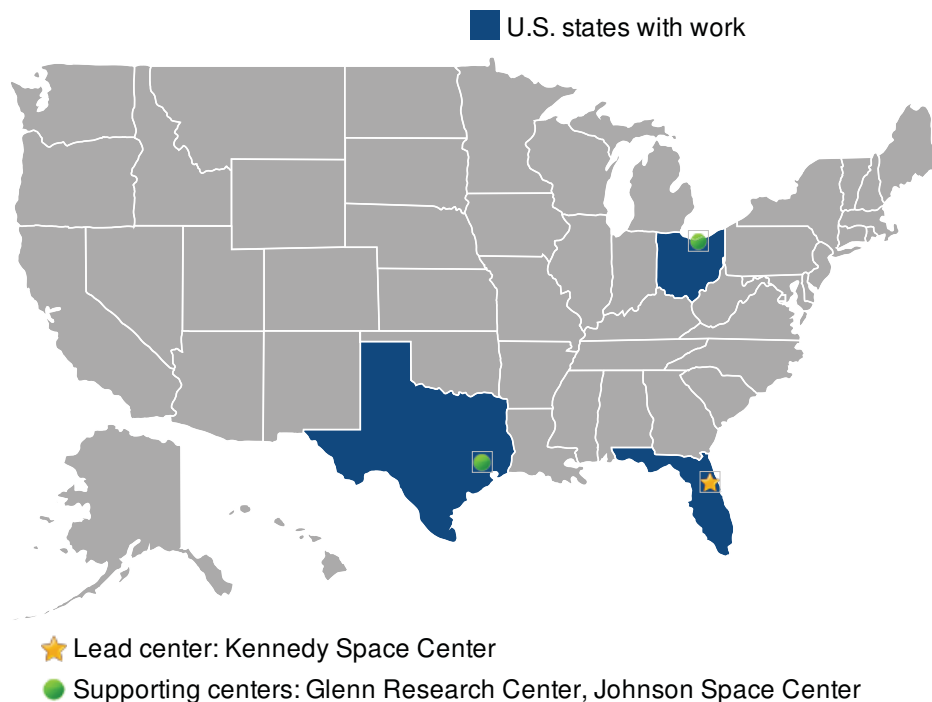 U.S. states with work
Lead center: Kennedy Space Center
Supporting centers: Glenn Research Center, Johnson Space Center